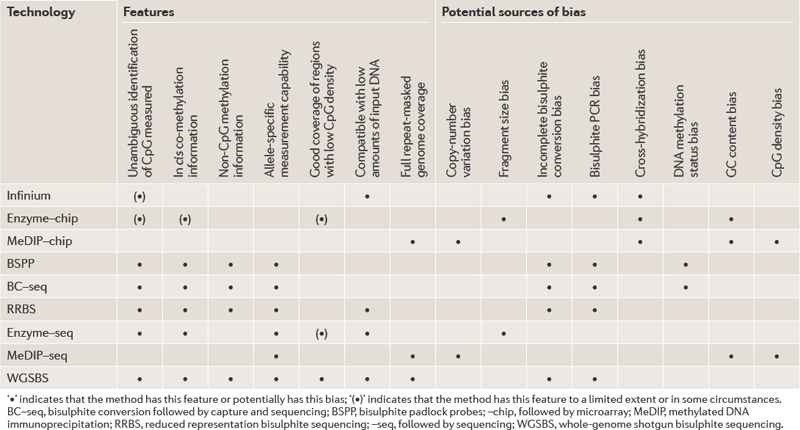 Technology Features Potential sources of bias
Unambiguous identification
of CpG measured
In cis co-methylation
information
Non-CpG methylation
information
Allele-specific
measurement capability
Good coverage of regions
with low CpG density
Compatible with low
amounts of input DNA
Full repeat-masked
genome coverage
Copy-number
variation bias
Fragment size bias
Incomplete bisulphite
conversion bias
Bisulphite PCR bias
Cross-hybridization bias
DNA methylation
status bias
GC content bias
CpG density bias
Infinium (•) • • • •
Enzyme–chip (•) (•) (•) • • •
MeDIP–chip • • • • •
BSPP • • • • • • •
BC–seq • • • • • • •
RRBS • • • • • • •
Enzyme–seq • • • (•) • •
MeDIP–seq • • • • •
WGSBS • • • • • • • • •
‘•’ indicates that the method has this feature or potentially has this bias; ‘(•)’ indicates that the method has this feature to a limited extent or in some circumstances.
BC–seq, bisulphite conversion followed by capture and sequencing; BSPP, bisulphite padlock probes; –chip, followed by microarray; MeDIP, methylated DNA
immunoprecipitation; RRBS, reduced representation bisulphite sequencing; –seq, followed by sequencing; WGSBS, whole-genome shotgun bisulphite sequencing.